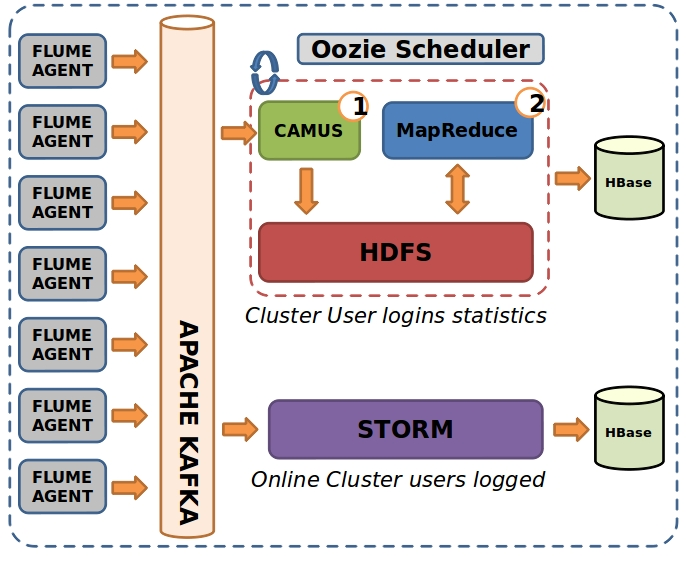 FLUME
AGENT
FLUME
AGENT
FLUME
AGENT
FLUME
AGENT
FLUME
AGENT
FLUME
AGENT
FLUME
AGENT
APACHE KAFKA
Oozie Scheduler
CAMUS
1
MapReduce
2
HDFS
Cluster User logins statistics
HBase
STORM
Online Cluster users logged
HBase